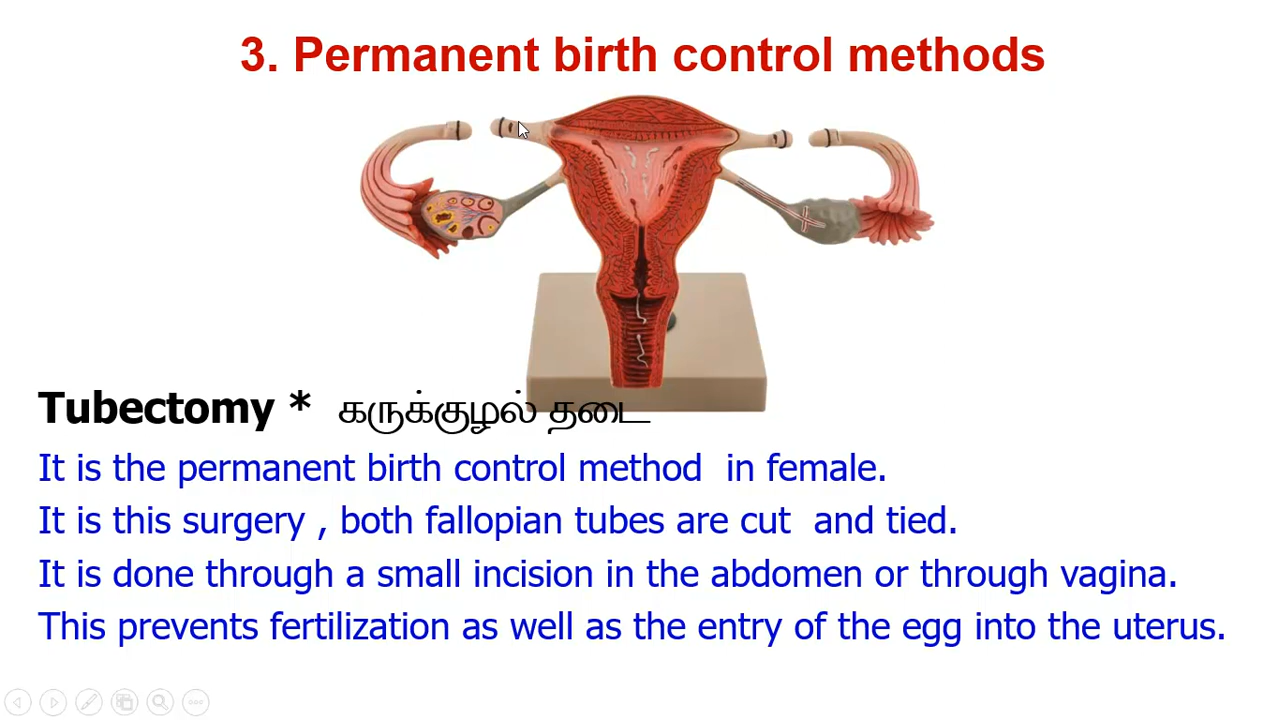 3. Permanent birth control methods
Tubectomy * கருக்குழல் தடை
It is the permanent birth control method in female.
It is this surgery , both fallopian tubes are cut and tied.
It is done through a small incision in the abdomen or through vagina.
This prevents fertilization as well as the entry of the egg into the uterus.